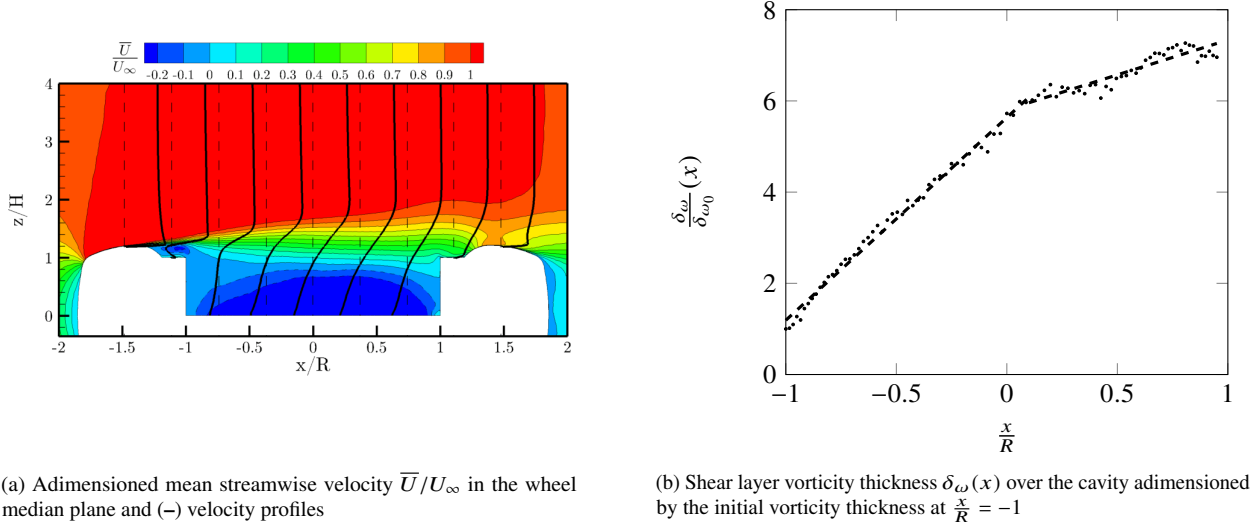 U̅/U∞
-0.2 -0.1 0 0.1 0.2 0.3 0.4 0.5 0.6 0.7 0.8 0.9 1
z/H
4
3
2
1
0
-2 -1.5 -1 -0.5 0 0.5 1 1.5 2
x/R
(a) Adimensioned mean streamwise velocity U̅/U∞ in the wheel
median plane and (–) velocity profiles
δω/δω0 (x)
8
6
4
2
0
−1 −0.5 0 0.5 1
x/R
(b) Shear layer vorticity thickness δω(x) over the cavity adimensioned
by the initial vorticity thickness at x/R = −1